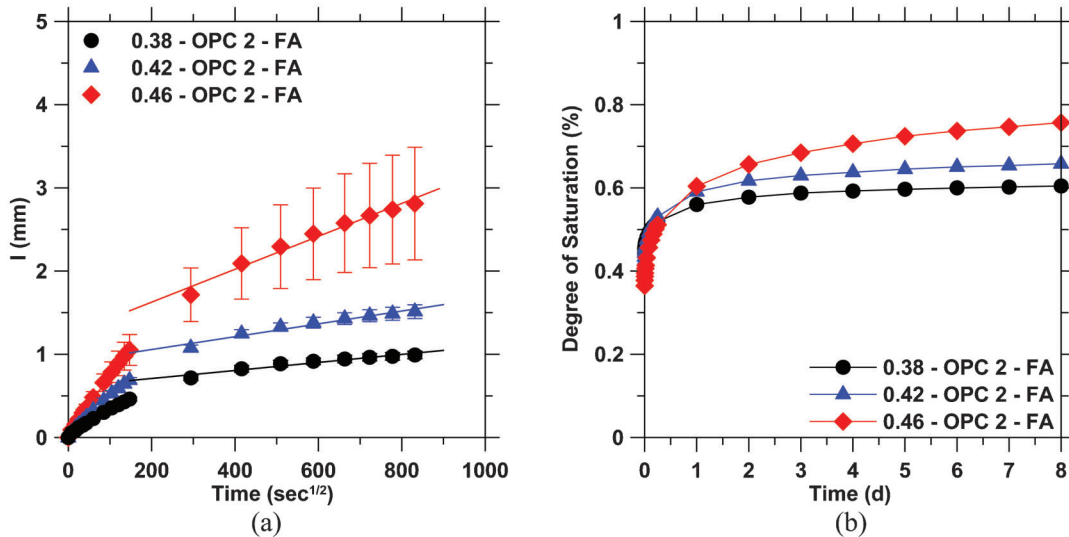 5
4
3
2
1
0
I (mm)
0.38 - OPC 2 - FA
0.42 - OPC 2 - FA
0.46 - OPC 2 - FA
0 200 400 600 800 1000
Time (sec1/2)
(a)
1
0.8
0.6
0.4
0.2
0
Degree of Saturation (%)
0.38 - OPC 2 - FA
0.42 - OPC 2 - FA
0.46 - OPC 2 - FA
0 1 2 3 4 5 6 7 8
Time (d)
(b)